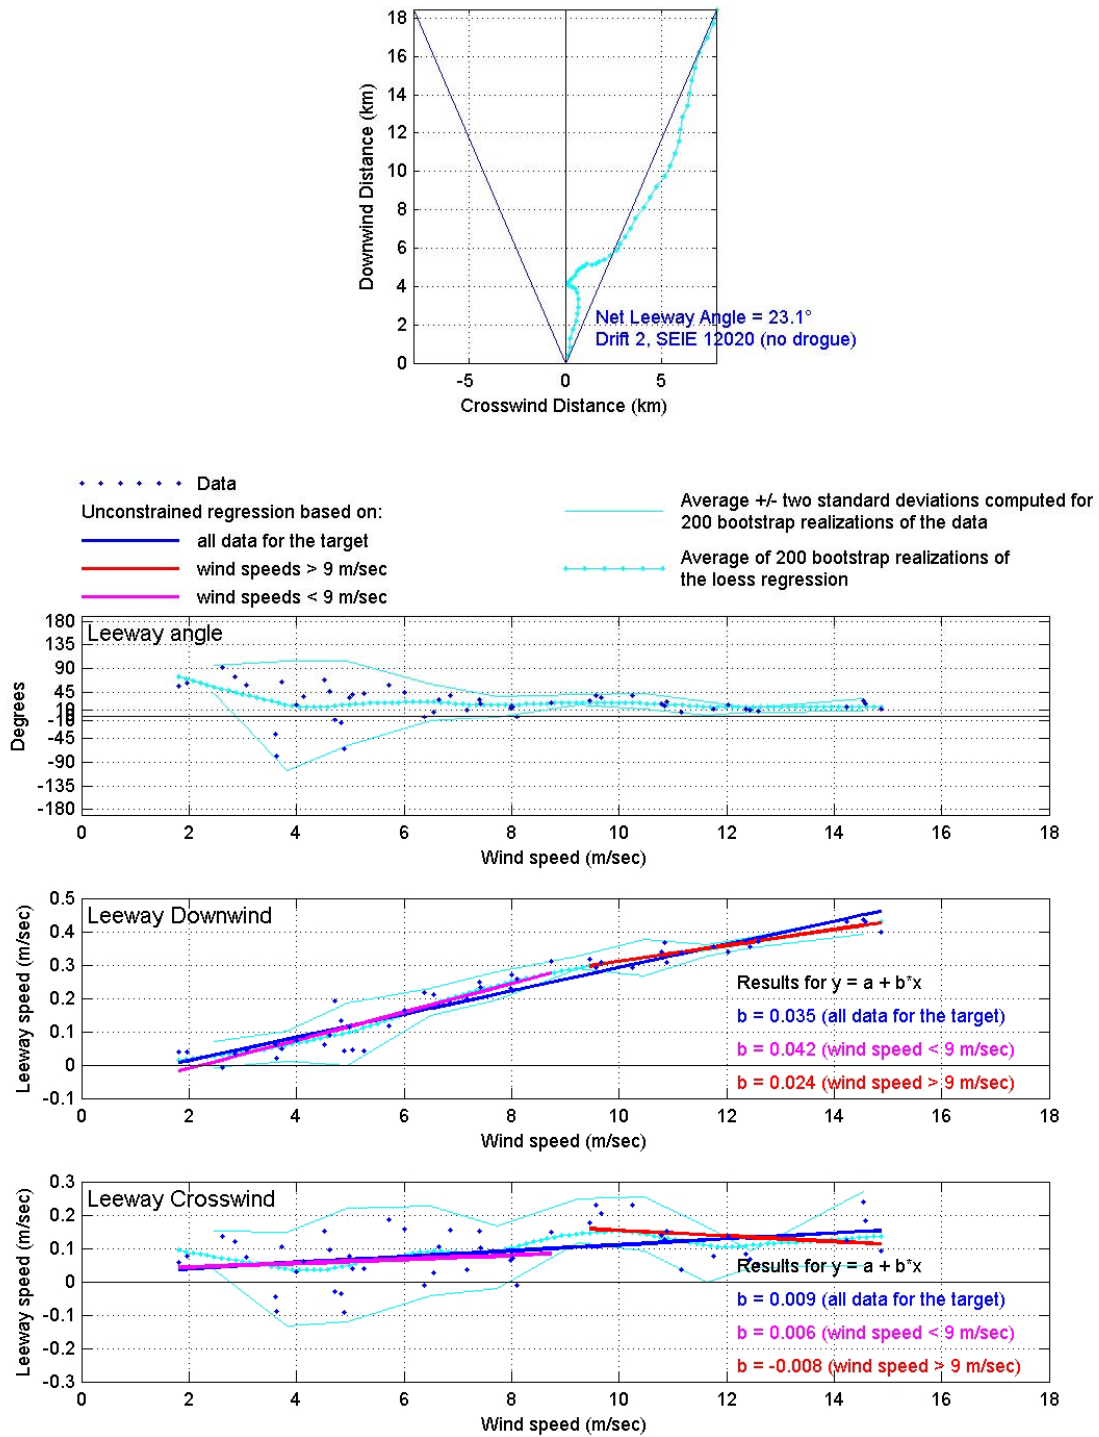 18
16
14
12
10
8
6
4
2
0
Downwind Distance (km)
Net Leeway Angle = 23.1°
Drift 2, SEIE 12020 (no drogue)
-5 0 5
Crosswind Distance (km)
Data
Unconstrained regression based on:
all data for the target
wind speeds > 9 m/sec
wind speeds < 9 m/sec
Average +/- two standard deviations computed for
200 bootstrap realizations of the data
Average of 200 bootstrap realizations of
the loess regression
Leeway angle
180
135
90
45
10
0
-10
-45
-90
-135
-180
Degrees
0 2 4 6 8 10 12 14 16 18
Wind speed (m/sec)
Leeway Downwind
0.5
0.4
0.3
0.2
0.1
0
-0.1
Leeway speed (m/sec)
Results for y = a + b*x
b = 0.035 (all data for the target)
b = 0.042 (wind speed < 9 m/sec)
b = 0.024 (wind speed > 9 m/sec)
0 2 4 6 8 10 12 14 16 18
Wind speed (m/sec)
Leeway Crosswind
0.3
0.2
0.1
0
-0.1
-0.2
-0.3
Leeway speed (m/sec)
Results for y = a + b*x
b = 0.009 (all data for the target)
b = 0.006 (wind speed < 9 m/sec)
b = -0.008 (wind speed > 9 m/sec)
0 2 4 6 8 10 12 14 16 18
Wind speed (m/sec)